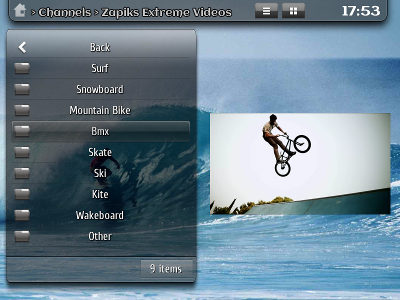 > Channels > Zapiks Extreme Videos
17:53
Back
Surf
Snowboard
Mountain Bike
Bmx
Skate
Ski
Kite
Wakeboard
Other
9 items